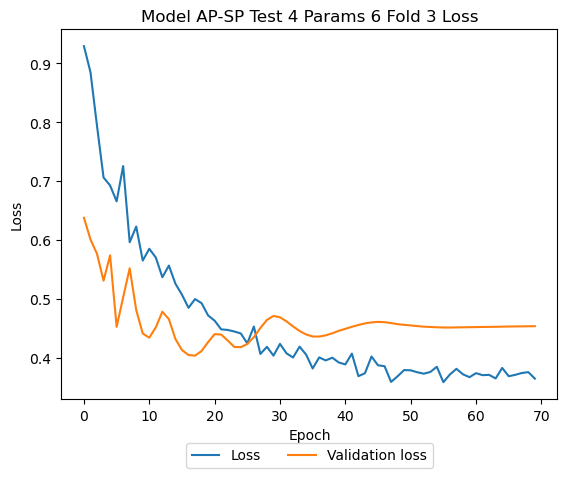 Model AP-SP Test 4 Params 6 Fold 3 Loss
0.9
0.8
0.7
0.6
0.5
0.4
Loss
0 10 20 30 40 50 60 70
Epoch
Loss Validation loss